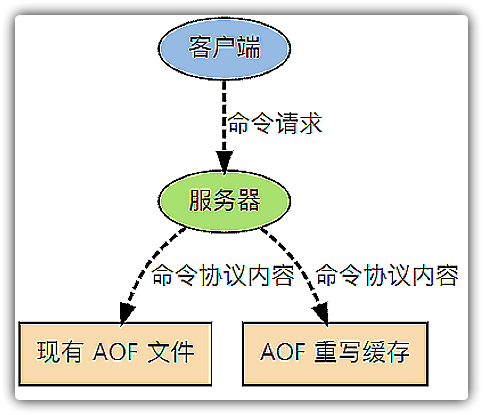 客户端
命令请求
服务器
命令协议内容
命令协议内容
现有 AOF 文件
AOF 重写缓存